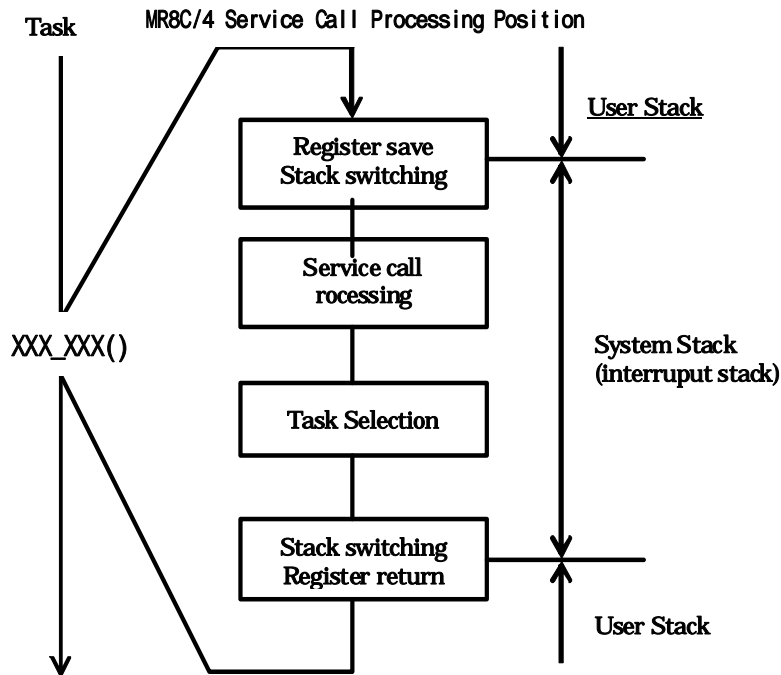 Task
MR8C/4 Service Call Processing Position
User Stack
Register save
Stack switching
Service call
rocessing
XXX_XXX()
System Stack
(interruput stack)
Task Selection
Stack switching
Register return
User Stack